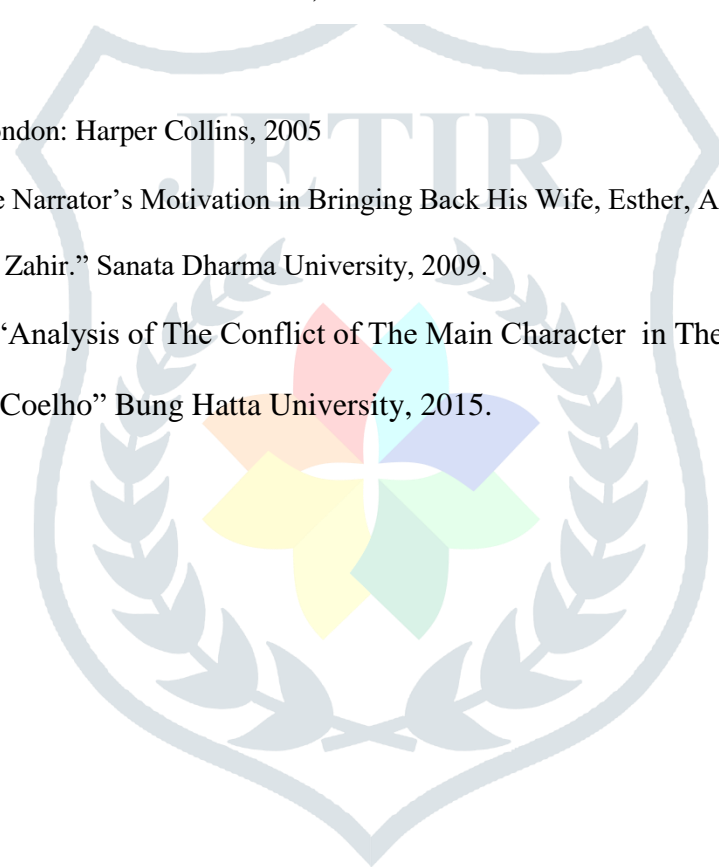 JETIR
ondon: Harper Collins, 2005
e Narrator’s Motivation in Bringing Back His Wife, Esther, A
Zahir.” Sanata Dharma University, 2009.
“Analysis of The Conflict of The Main Character in The
Coelho” Bung Hatta University, 2015.